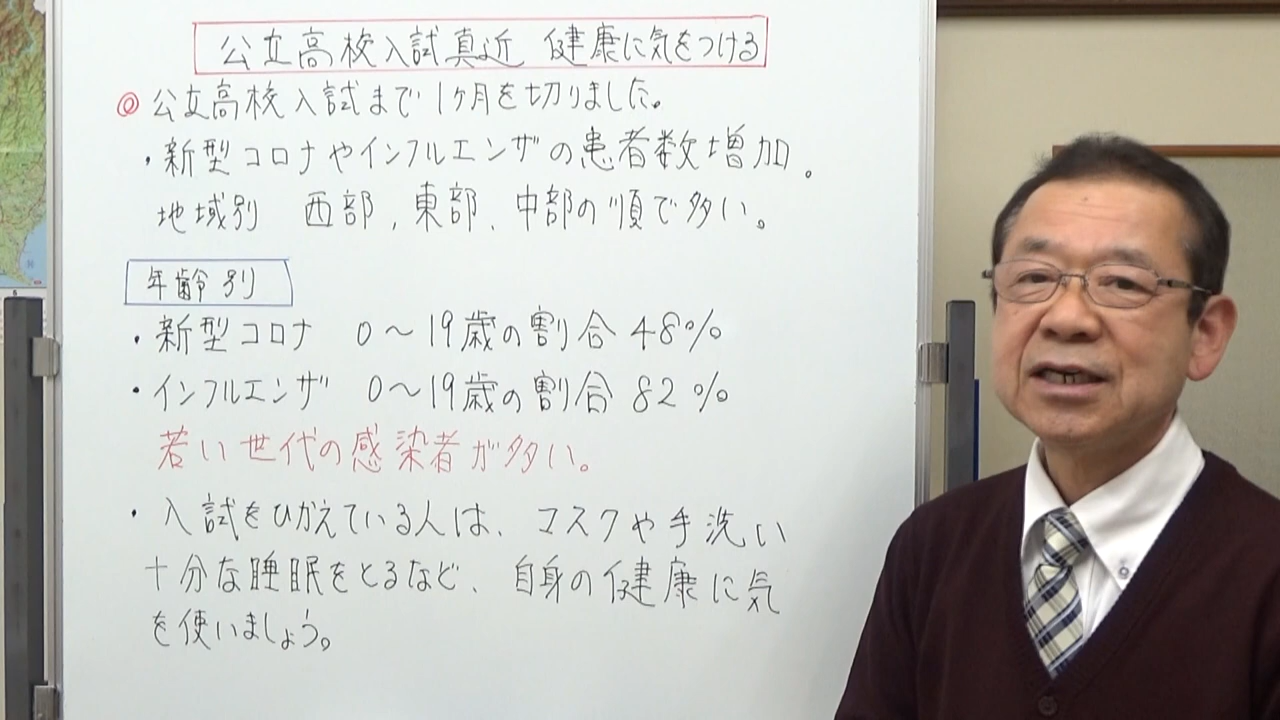 公立高校入試真近 健康に気をつける
◎ 公立高校入試まで1ヶ月を切りました。
・新型コロナやインフルエンザの患者数増加。
地域別 西部、東部、中部の順で多い。
年齢別
・新型コロナ 0〜19歳の割合 48%
・インフルエンザ 0〜19歳の割合 82%
若い世代の感染者が多い。
・入試をひかえている人は、マスクや手洗い
十分な睡眠をとるなど、自身の健康に気
を使いましょう。